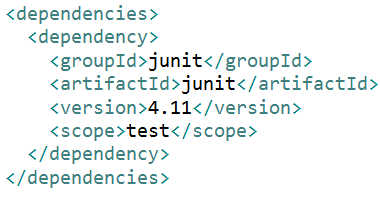 <dependencies>
<dependency>
<groupId>junit</groupId>
<artifactId>junit</artifactId>
<version>4.11</version>
<scope>test</scope>
</dependency>
</dependencies>